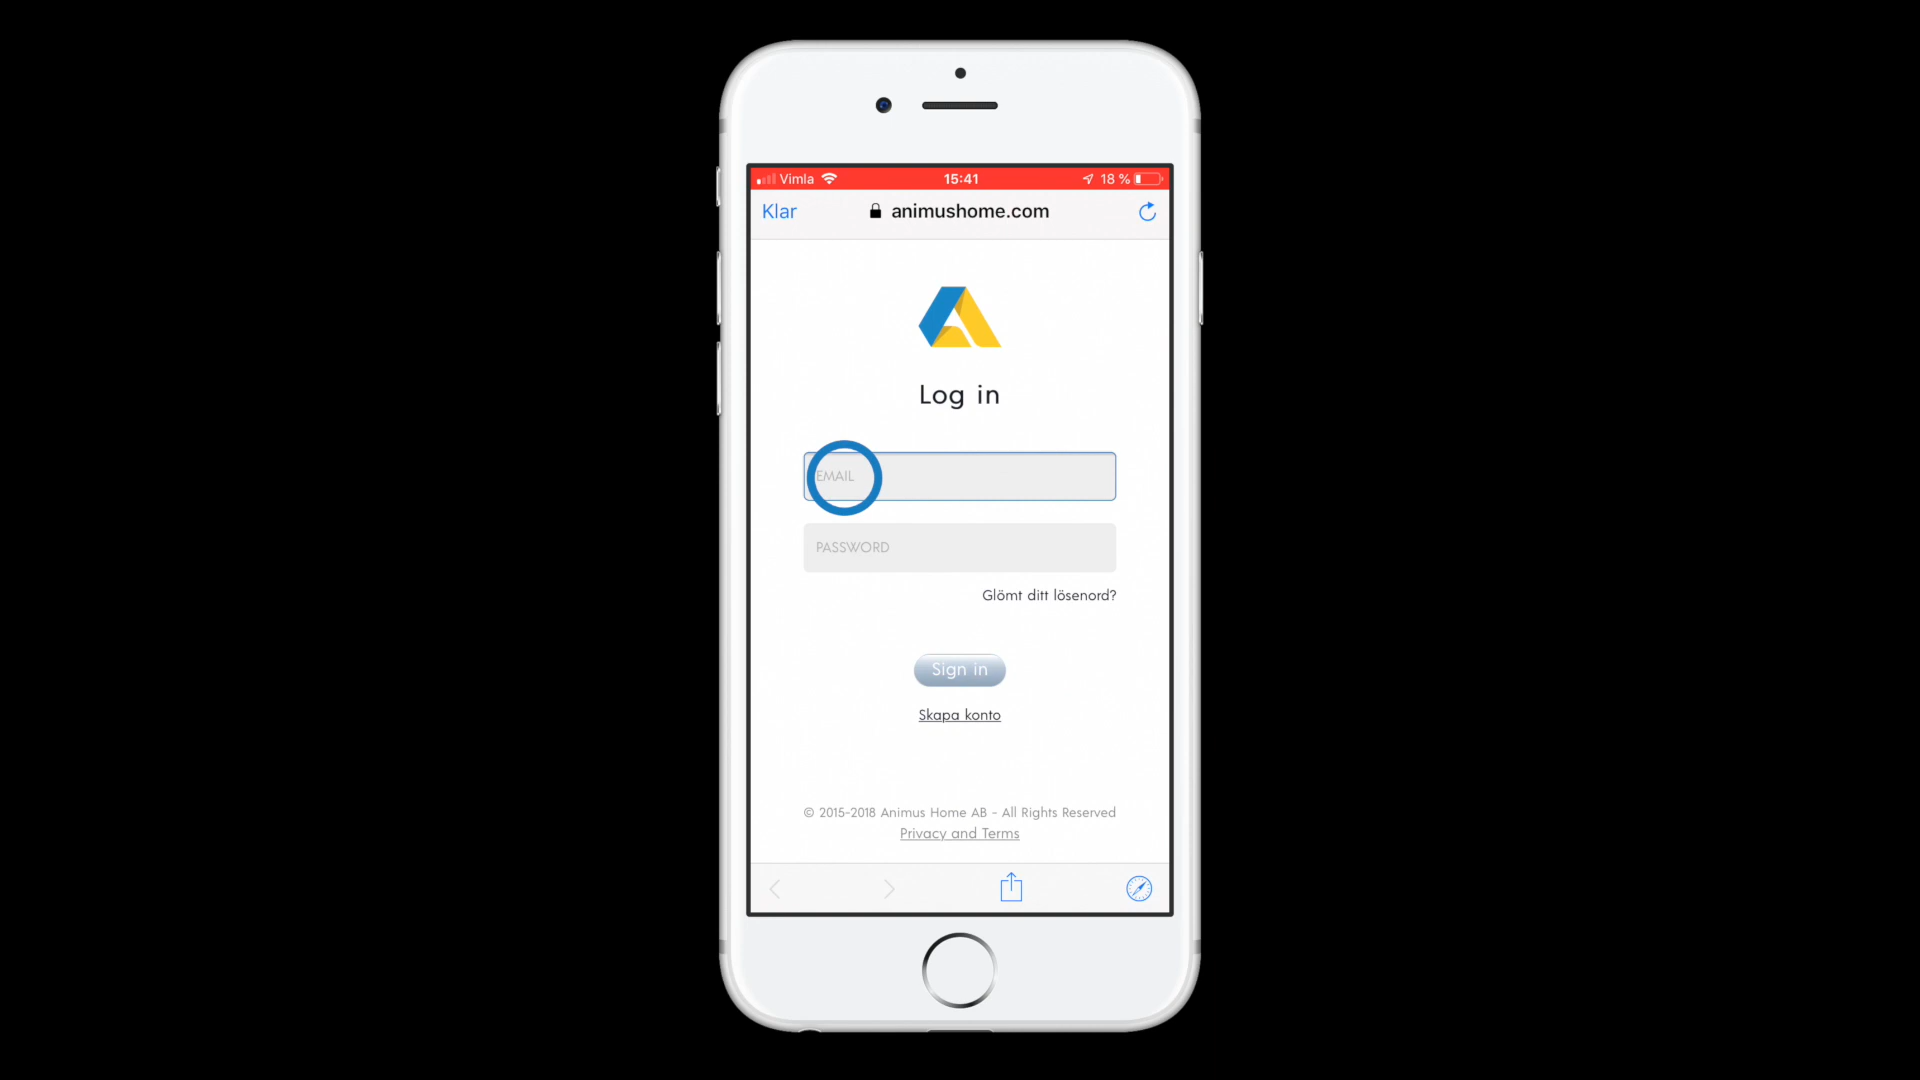 Vimla 15:41 18 %
Klar animushome.com
Log in
EMAIL
PASSWORD
Glömt ditt lösenord?
Sign in
Skapa konto
© 2015-2018 Animus Home AB - All Rights Reserved
Privacy and Terms